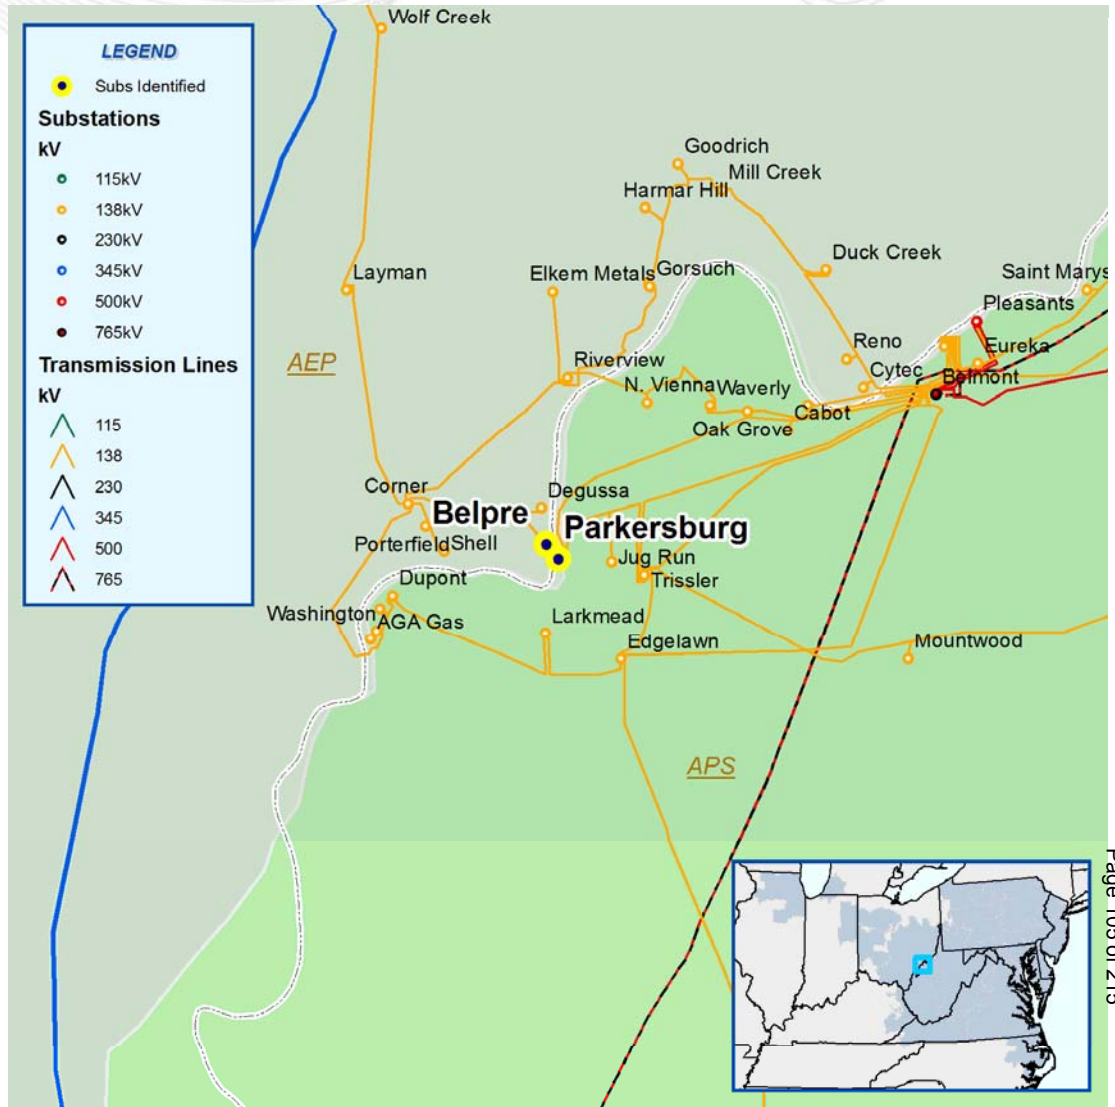 LEGEND
Subs Identified
Substations
kV
115kV
138kV
230kV
345kV
500kV
765kV
Transmission Lines
kV
115
138
230
345
500
765
Wolf Creek
Goodrich
Mill Creek
Harmar Hill
Duck Creek
Layman
Elkem Metals
Gorsuch
Saint Marys
Pleasants
AEP
Riverview
Reno
Eureka
Cytec
Belmont
N. Vienna
Waverly
Cabot
Oak Grove
Corner
Degussa
Belpre
Parkersburg
Porterfield
Shell
Jug Run
Trissler
Dupont
Washington
AGA Gas
Larkmead
Edgelawn
Mountwood
APS